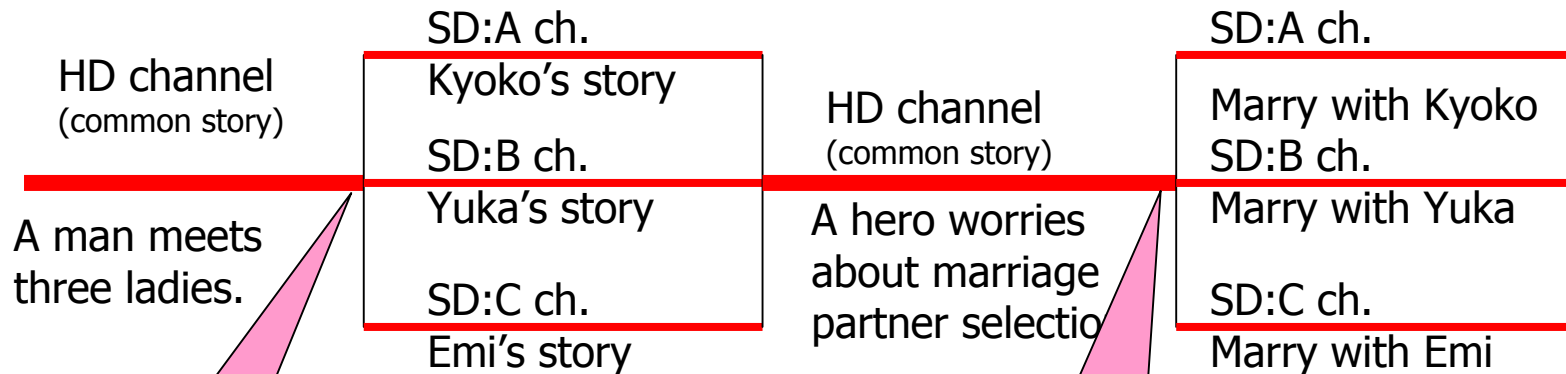 HD channel
(common story)
A man meets
three ladies.
SD:A ch.
Kyoko’s story
SD:B ch.
Yuka’s story
SD:C ch.
Emi’s story
HD channel
(common story)
A hero worries
about marriage
partner selectio
SD:A ch.
Marry with Kyoko
SD:B ch.
Marry with Yuka
SD:C ch.
Marry with Emi